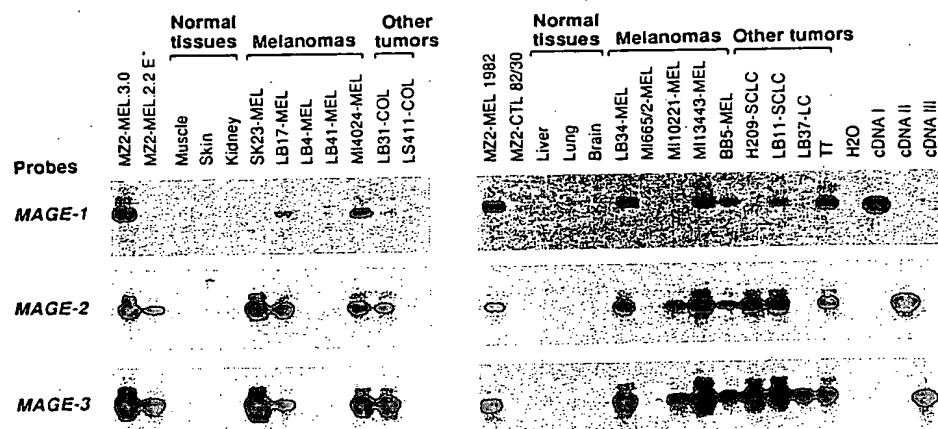 Normal tissues
Melanomas
Other tumors
Normal tissues
Melanomas
Other tumors
MZ2-MEL.3.0
MZ2-MEL.2.2 E⁻
Muscle
Skin
Kidney
SK23-MEL
LB17-MEL
LB4-MEL
LB41-MEL
MI4024-MEL
LB31-COL
LS411-COL
MZ2-MEL 1982
MZ2-CTL 82/30
Liver
Lung
Brain
LB34-MEL
MI665/2-MEL
MI10221-MEL
MI13443-MEL
BB5-MEL
H209-SCLC
LB11-SCLC
LB37-LC
TT
H2O
cDNA I
cDNA II
cDNA III
Probes
MAGE-1
MAGE-2
MAGE-3